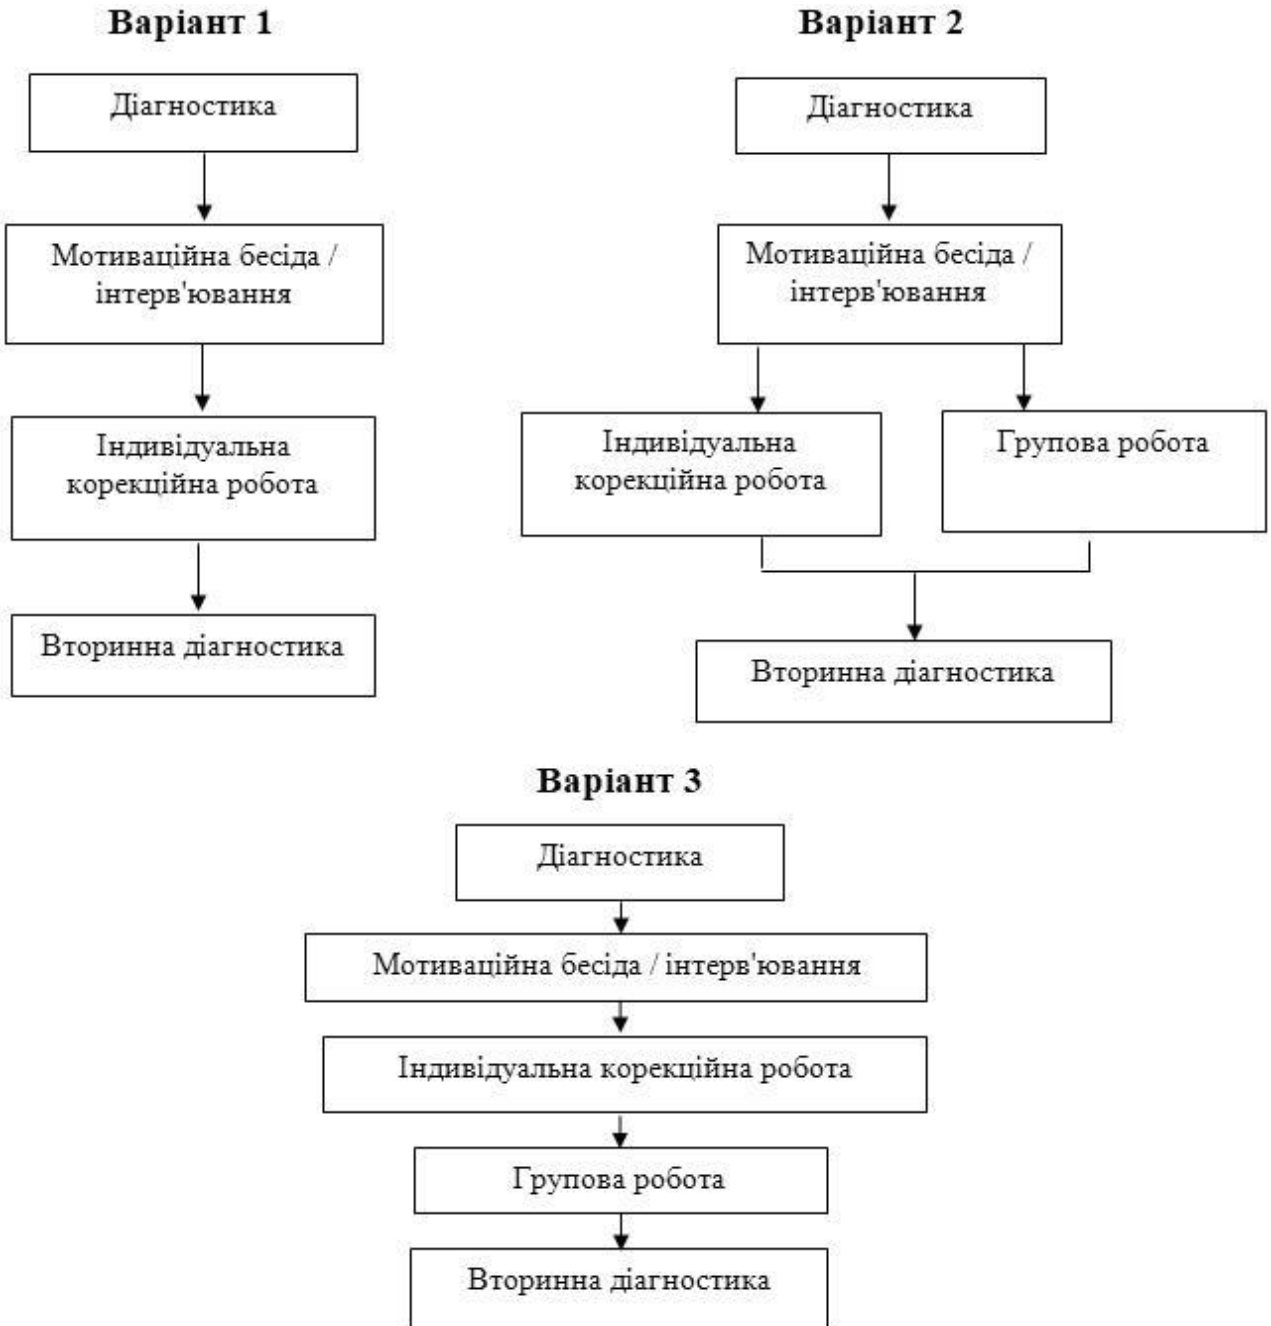 Варіант 1
Діагностика
Мотиваційна бесіда /
інтерв'ювання
Індивідуальна
корекційна робота
Вторинна діагностика
Варіант 2
Діагностика
Мотиваційна бесіда /
інтерв'ювання
Індивідуальна
корекційна робота
Групова робота
Вторинна діагностика
Варіант 3
Діагностика
Мотиваційна бесіда / інтерв'ювання
Індивідуальна корекційна робота
Групова робота
Вторинна діагностика